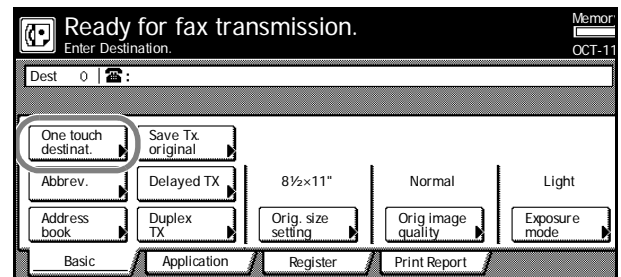 Ready for fax transmission.
Enter Destination.
Memor
OCT-11
Dest 0 ☎:
One touch
destinat.
Save Tx.
original
Abbrev.
Delayed TX
8½×11"
Normal
Light
Address
book
Duplex
TX
Orig. size
setting
Orig image
quality
Exposure
mode
Basic
Application
Register
Print Report